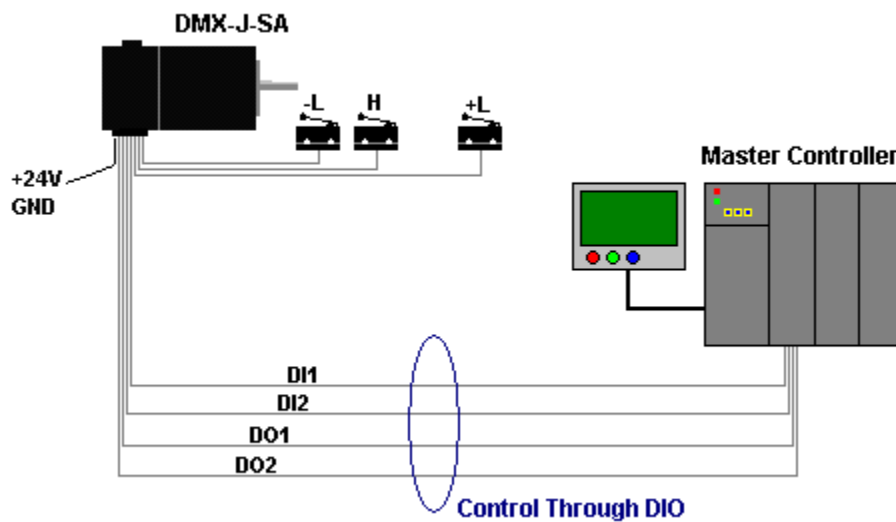 DMX-J-SA
-L H +L
+24V
GND
Master Controller
DI1
DI2
DO1
DO2
Control Through DIO